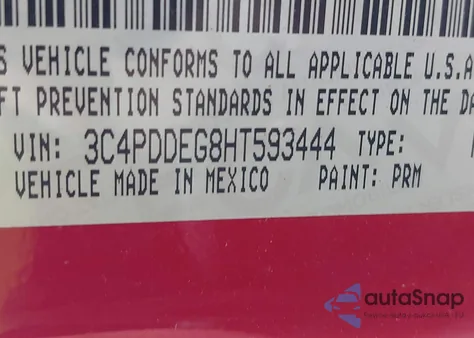 S VEHICLE CONFORMS TO ALL APPLICABLE U.S.A
FT PREVENTION STANDARDS IN EFFECT ON THE DA
VIN: 3C4PDDEG8HT593444 TYPE:
VEHICLE MADE IN MEXICO PAINT: PRM
autaSnap